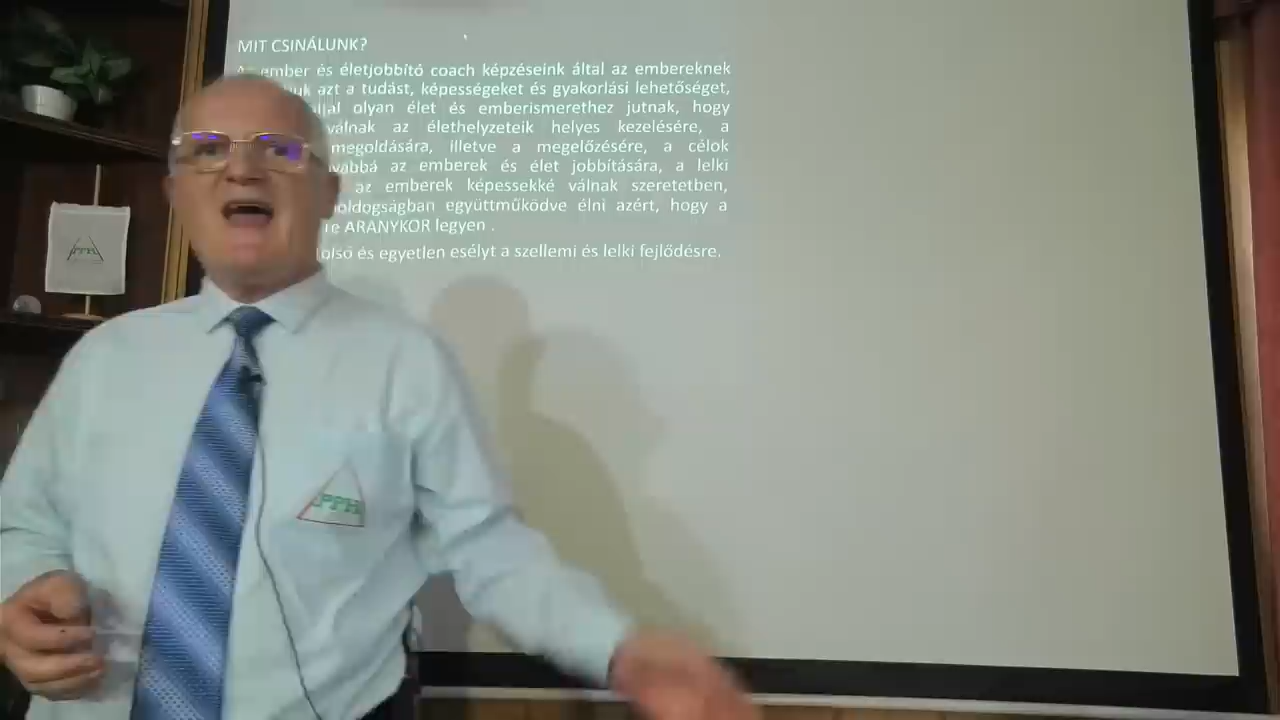 MIT CSINÁLUNK?
Az ember és életjobbító coach képzéseink által az embereknek
azt a tudást, képességeket és gyakorlási lehetőséget,
olyan élet és emberismerethez jutnak, hogy
válnak az élethelyzeteik helyes kezelésére, a
megoldására, illetve a megelőzésére, a célok
az emberek és élet jobbítására, a lelki
az emberek képessekké válnak szeretetben,
együttműködve élni azért, hogy a
ARANYKOR legyen .
és egyetlen esélyt a szellemi és lelki fejlődésre.
PPH